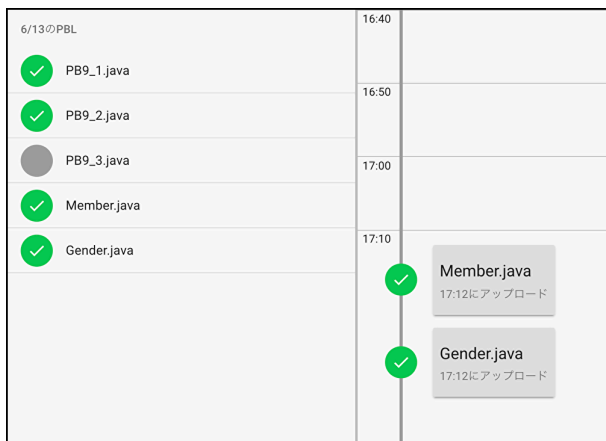 6/13のPBL
PB9_1.java
PB9_2.java
PB9_3.java
Member.java
Gender.java
16:40
16:50
17:00
17:10
Member.java
17:12にアップロード
Gender.java
17:12にアップロード